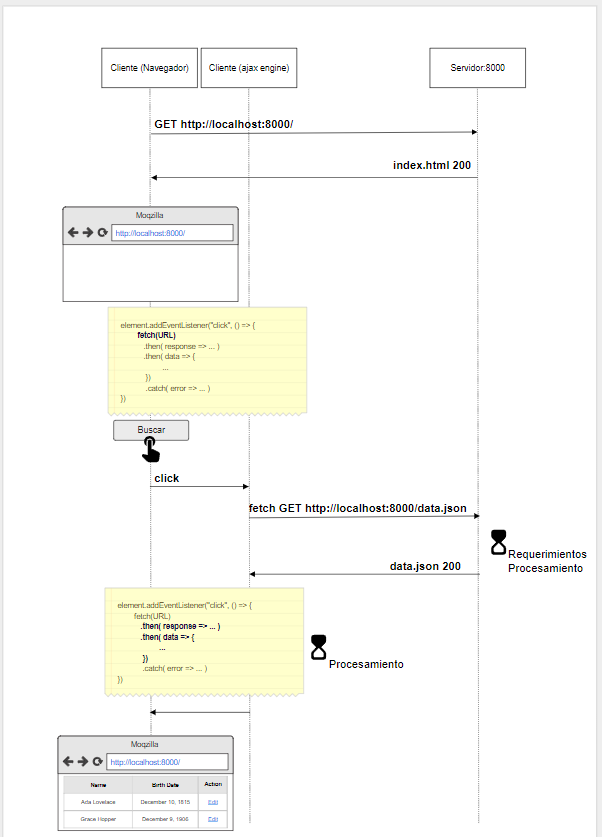 Cliente (Navegador)
Cliente (ajax engine)
Servidor:8000
GET http://localhost:8000/
index.html 200
Moqzilla
http://localhost:8000/
element.addEventListener("click", () => {
fetch(URL)
.then( response => ... )
.then( data => {
...
})
.catch( error => ... )
})
Buscar
click
fetch GET http://localhost:8000/data.json
Requerimientos
Procesamiento
data.json 200
element.addEventListener("click", () => {
fetch(URL)
.then( response => ... )
.then( data => {
...
})
.catch( error => ... )
})
Procesamiento
Moqzilla
http://localhost:8000/
Name Birth Date Action
Ada Lovelace December 10, 1815 Edit
Grace Hopper December 9, 1906 Edit